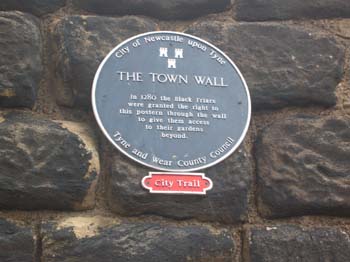 City of Newcastle upon Tyne
THE TOWN WALL
In 1280 the Black Friars
were granted the right to
this postern through the wall
to give them access
to their gardens
beyond.
Tyne and Wear County Council
City Trail